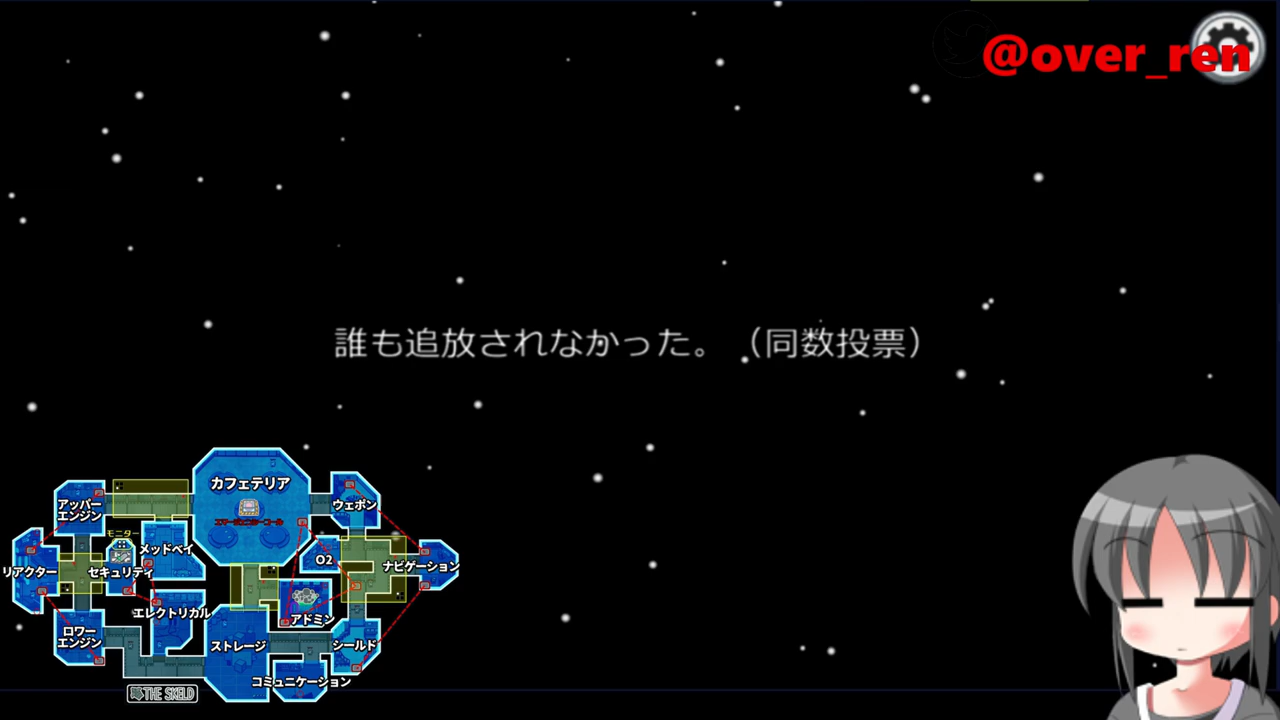 @over_ren
誰も追放されなかった。（同数投票）
カフェテリア
アッパー
エンジン
ウェポン
モニター
メッドベイ
O2
リアクター
セキュリティ
ナビゲーション
エレクトリカル
アドミン
ロワー
エンジン
ストレージ
シールド
コミュニケーション
THE SKELD